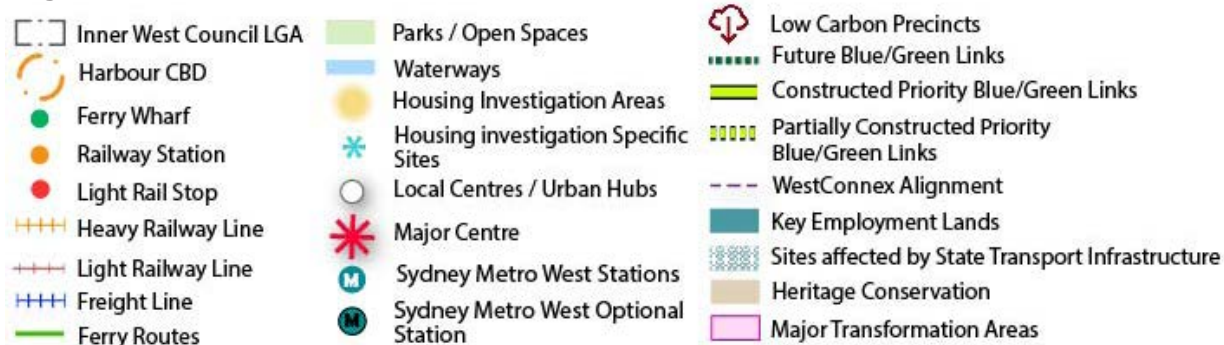 Inner West Council LGA
Harbour CBD
Ferry Wharf
Railway Station
Light Rail Stop
Heavy Railway Line
Light Railway Line
Freight Line
Ferry Routes
Parks / Open Spaces
Waterways
Housing Investigation Areas
Housing investigation Specific
Sites
Local Centres / Urban Hubs
Major Centre
M
Sydney Metro West Stations
M
Sydney Metro West Optional
Station
Low Carbon Precincts
Future Blue/Green Links
Constructed Priority Blue/Green Links
Partially Constructed Priority
Blue/Green Links
WestConnex Alignment
Key Employment Lands
Sites affected by State Transport Infrastructure
Heritage Conservation
Major Transformation Areas